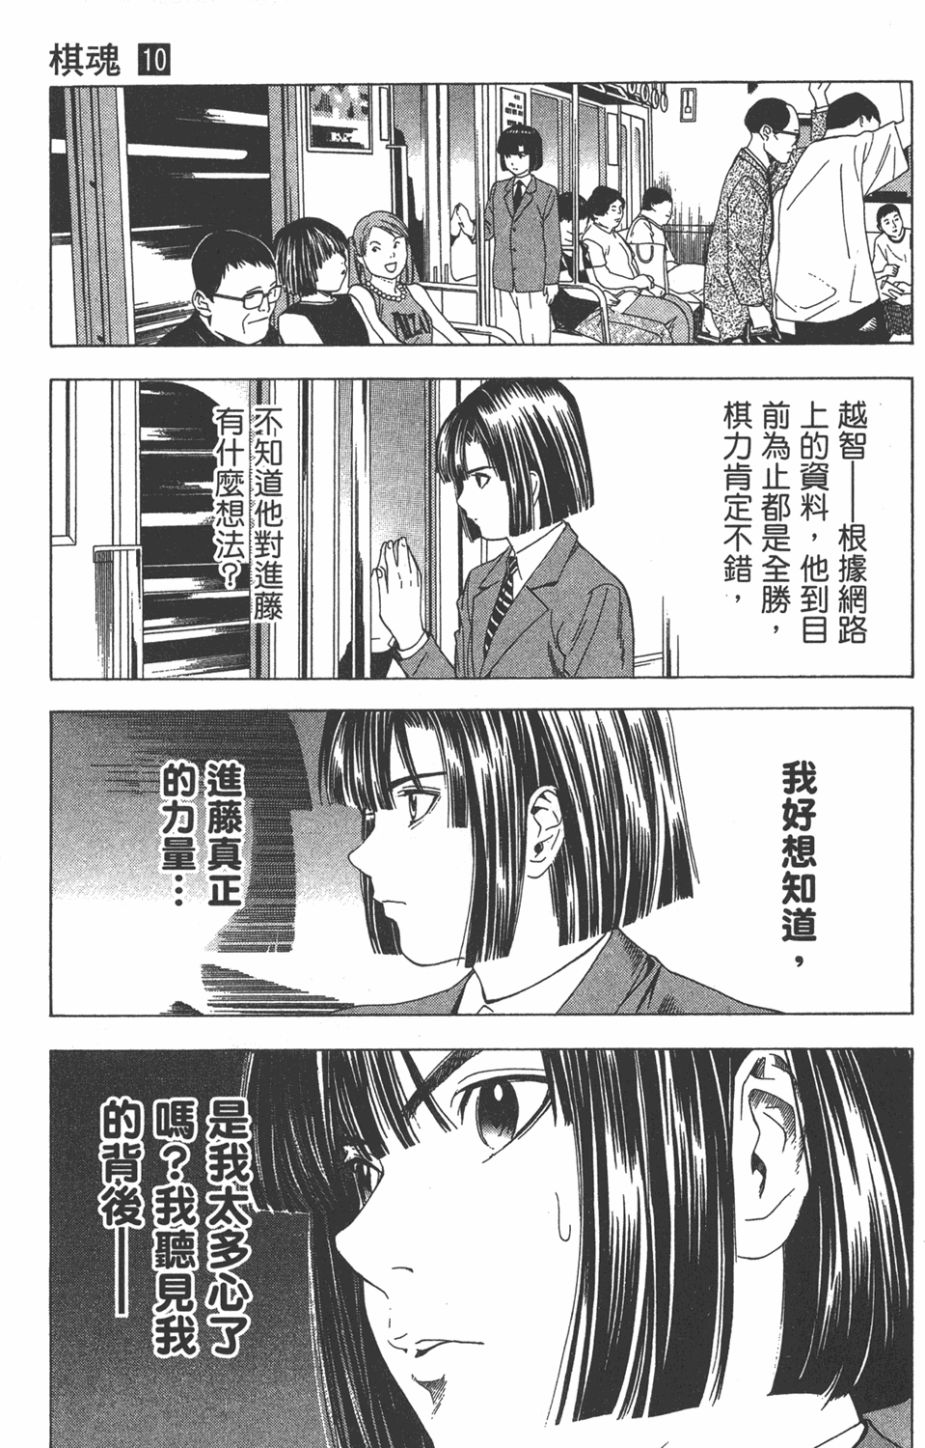 棋魂 10
越智——根據網路
上的資料，他到目
前為止都是全勝，
棋力肯定不錯，
不知道他對進藤
有什麼想法？
我好想知道，
進藤真正
的力量…
是我太多心了
嗎？我聽見我
的背後——